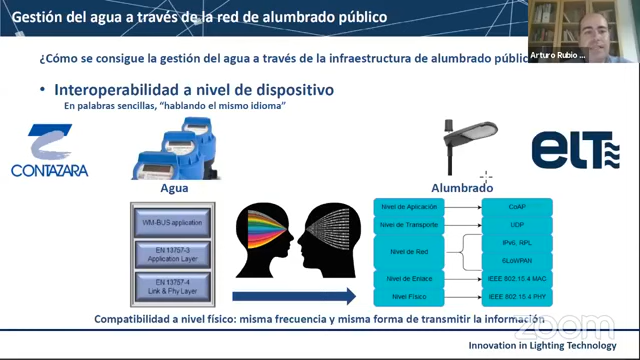 Gestión del agua a través de la red de alumbrado público
Arturo Rubio ...
¿Cómo se consigue la gestión del agua a través de la infraestructura de alumbrado públic
• Interoperabilidad a nivel de dispositivo
En palabras sencillas, "hablando el mismo idioma"
CONTAZARA
ELT
Agua
Alumbrado
WM-BUS application
EN 13757-3
Application Layer
EN 13757-4
Link & Phy Layer
Nivel de Aplicación
CoAP
Nivel de Transporte
UDP
Nivel de Red
IPv6, RPL
6LoWPAN
Nivel de Enlace
IEEE 802.15.4 MAC
Nivel Físico
IEEE 802.15.4 PHY
Compatibilidad a nivel físico: misma frecuencia y misma forma de transmitir la información
zoom
Innovation in Lighting Technology